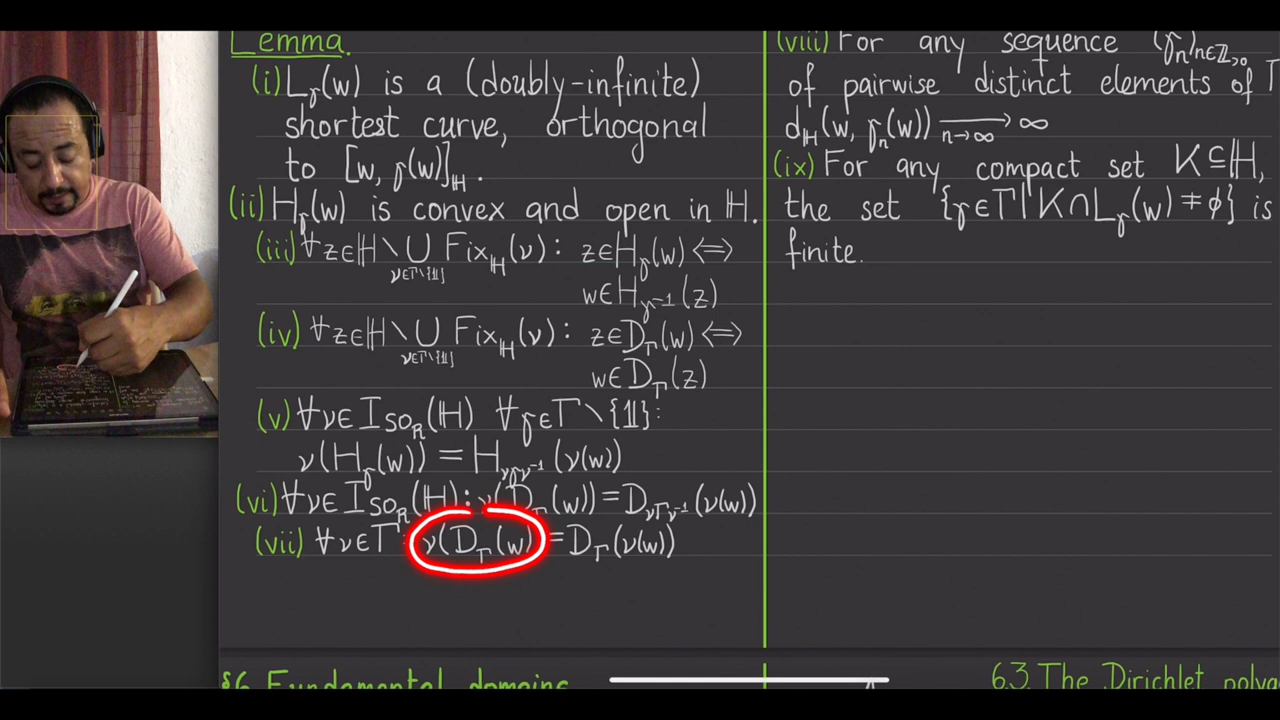 Lemma.
(i) L_γ(w) is a (doubly-infinite)
shortest curve, orthogonal
to [w, γ(w)]_ℍ.
(ii) H_γ(w) is convex and open in ℍ.
(iii) ∀z∈ℍ∖⋃_{ν∈Γ∖{𝟙}} Fix_ℍ(ν): z∈H_γ(w) ⟺
w∈H_{γ⁻¹}(z)
(iv) ∀z∈ℍ∖⋃_{ν∈Γ∖{𝟙}} Fix_ℍ(ν): z∈D_Γ(w) ⟺
w∈D_Γ(z)
(v) ∀ν∈Iso_R(ℍ) ∀γ∈Γ∖{𝟙}:
ν(H_γ(w)) = H_{νγν⁻¹}(ν(w))
(vi) ∀ν∈Iso_R(ℍ): ν(D_Γ(w)) = D_{νΓν⁻¹}(ν(w))
(vii) ∀ν∈Γ: ν(D_Γ(w)) = D_Γ(ν(w))
(viii) For any sequence (γ_n)_{n∈ℤ_{>0}}
of pairwise distinct elements of Γ
d_ℍ(w, γ_n(w)) ⟶_{n→∞} ∞
(ix) For any compact set K⊆ℍ,
the set {γ∈Γ | K∩L_γ(w) ≠ ϕ} is
finite.
§6. Fundamental domains
6.3. The Dirichlet